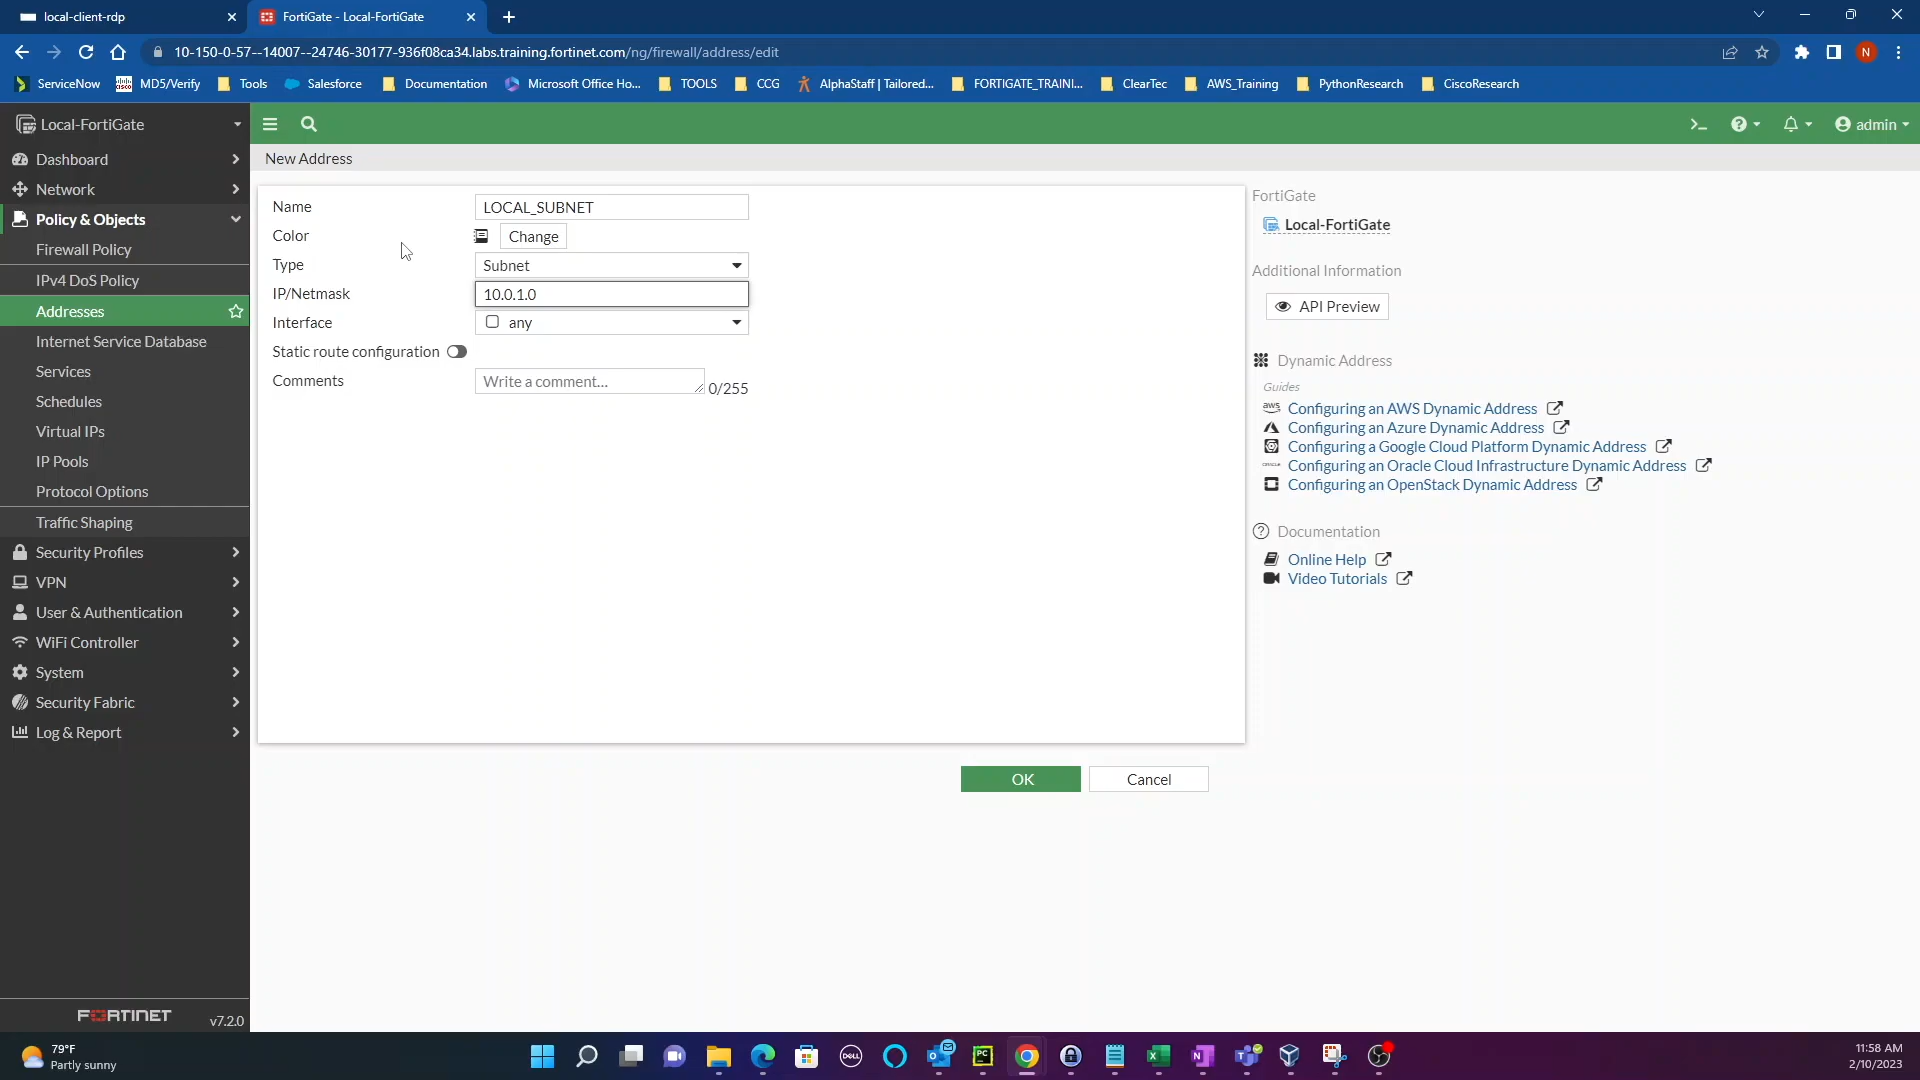 local-client-rdp
FortiGate - Local-FortiGate
10-150-0-57--14007--24746-30177-936f08ca34.labs.training.fortinet.com/ng/firewall/address/edit
N
ServiceNow
MD5/Verify
Tools
Salesforce
Documentation
Microsoft Office Ho...
TOOLS
CCG
AlphaStaff | Tailored...
FORTIGATE_TRAINI...
ClearTec
AWS_Training
PythonResearch
CiscoResearch
Local-FortiGate
admin
Dashboard
Network
Policy & Objects
Firewall Policy
IPv4 DoS Policy
Addresses
Internet Service Database
Services
Schedules
Virtual IPs
IP Pools
Protocol Options
Traffic Shaping
Security Profiles
VPN
User & Authentication
WiFi Controller
System
Security Fabric
Log & Report
FORTINET
v7.2.0
New Address
Name
LOCAL_SUBNET
Color
Change
Type
Subnet
IP/Netmask
10.0.1.0
Interface
any
Static route configuration
Comments
Write a comment...
0/255
OK
Cancel
FortiGate
Local-FortiGate
Additional Information
API Preview
Dynamic Address
Guides
aws Configuring an AWS Dynamic Address
Configuring an Azure Dynamic Address
Configuring a Google Cloud Platform Dynamic Address
Configuring an Oracle Cloud Infrastructure Dynamic Address
Configuring an OpenStack Dynamic Address
Documentation
Online Help
Video Tutorials
79°F
Partly sunny
11:58 AM
2/10/2023